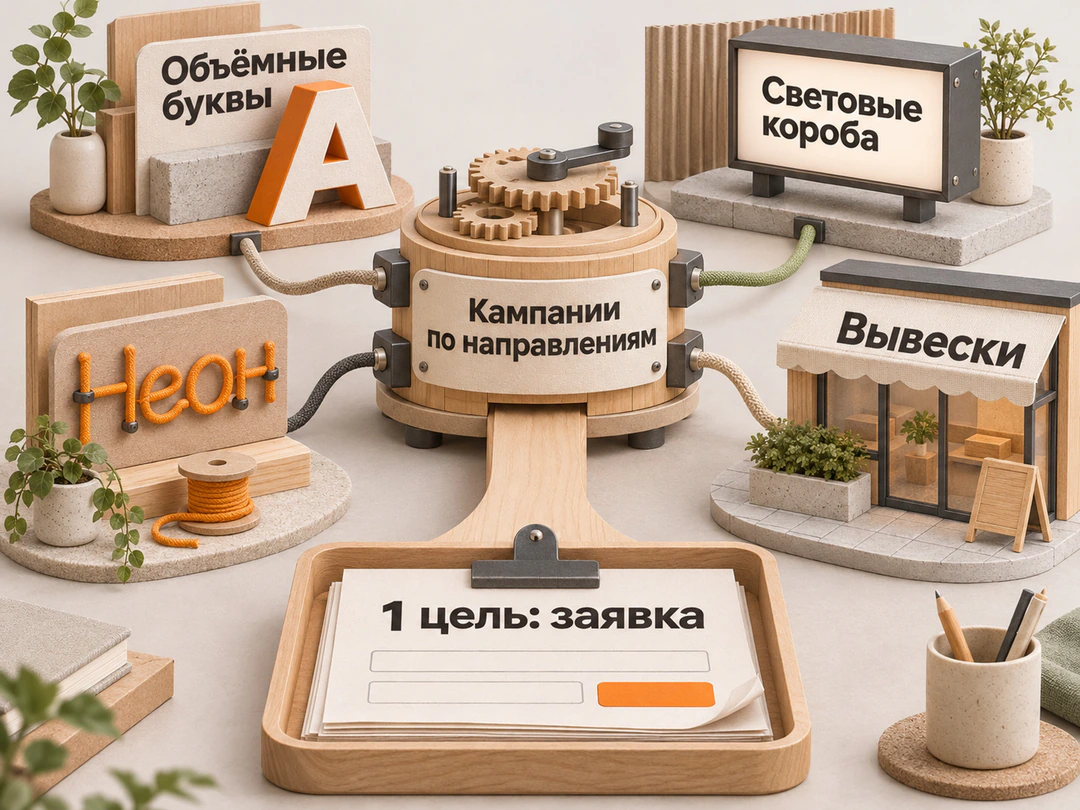 Объёмные
буквы
А
Световые
короба
Кампании
по направлениям
Неон
Вывески
1 цель: заявка